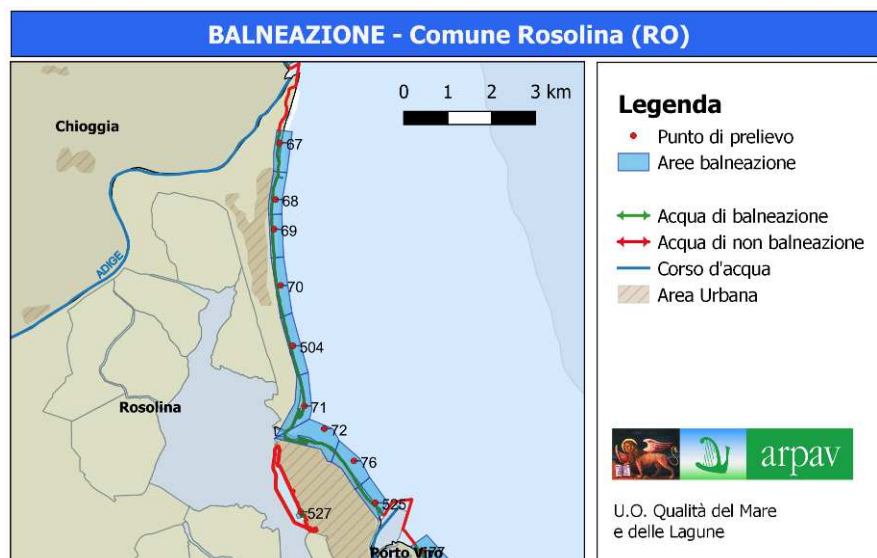 BALNEAZIONE - Comune Rosolina (RO)
0 1 2 3 km
Chioggia
67
68
69
ADIGE
70
504
Rosolina
71
72
76
525
527
Porto Viro
77
Legenda
Punto di prelievo
Aree balneazione
Acqua di balneazione
Acqua di non balneazione
Corso d'acqua
Area Urbana
arpav
U.O. Qualità del Mare
e delle Lagune